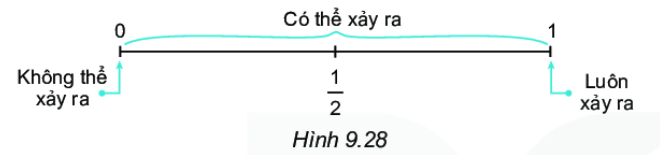 Có thể xảy ra
0
1
Không thể
xảy ra
1
2
Luôn
xảy ra
Hình 9.28